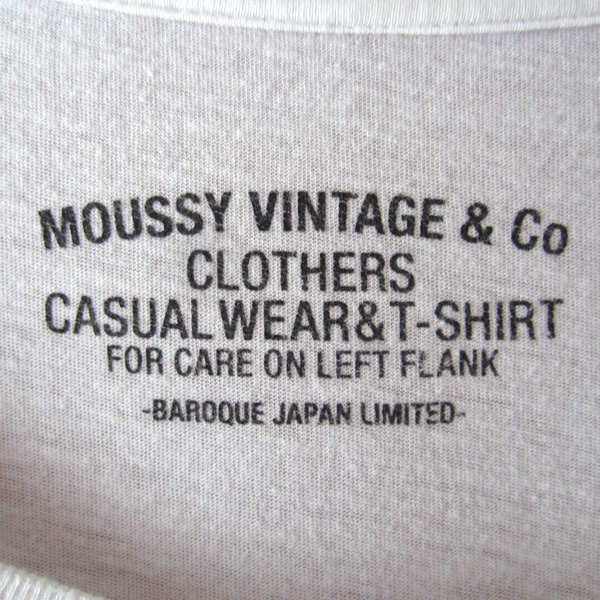 MOUSSY VINTAGE & Co
CLOTHERS
CASUAL WEAR&T-SHIRT
FOR CARE ON LEFT FLANK
-BAROQUE JAPAN LIMITED-